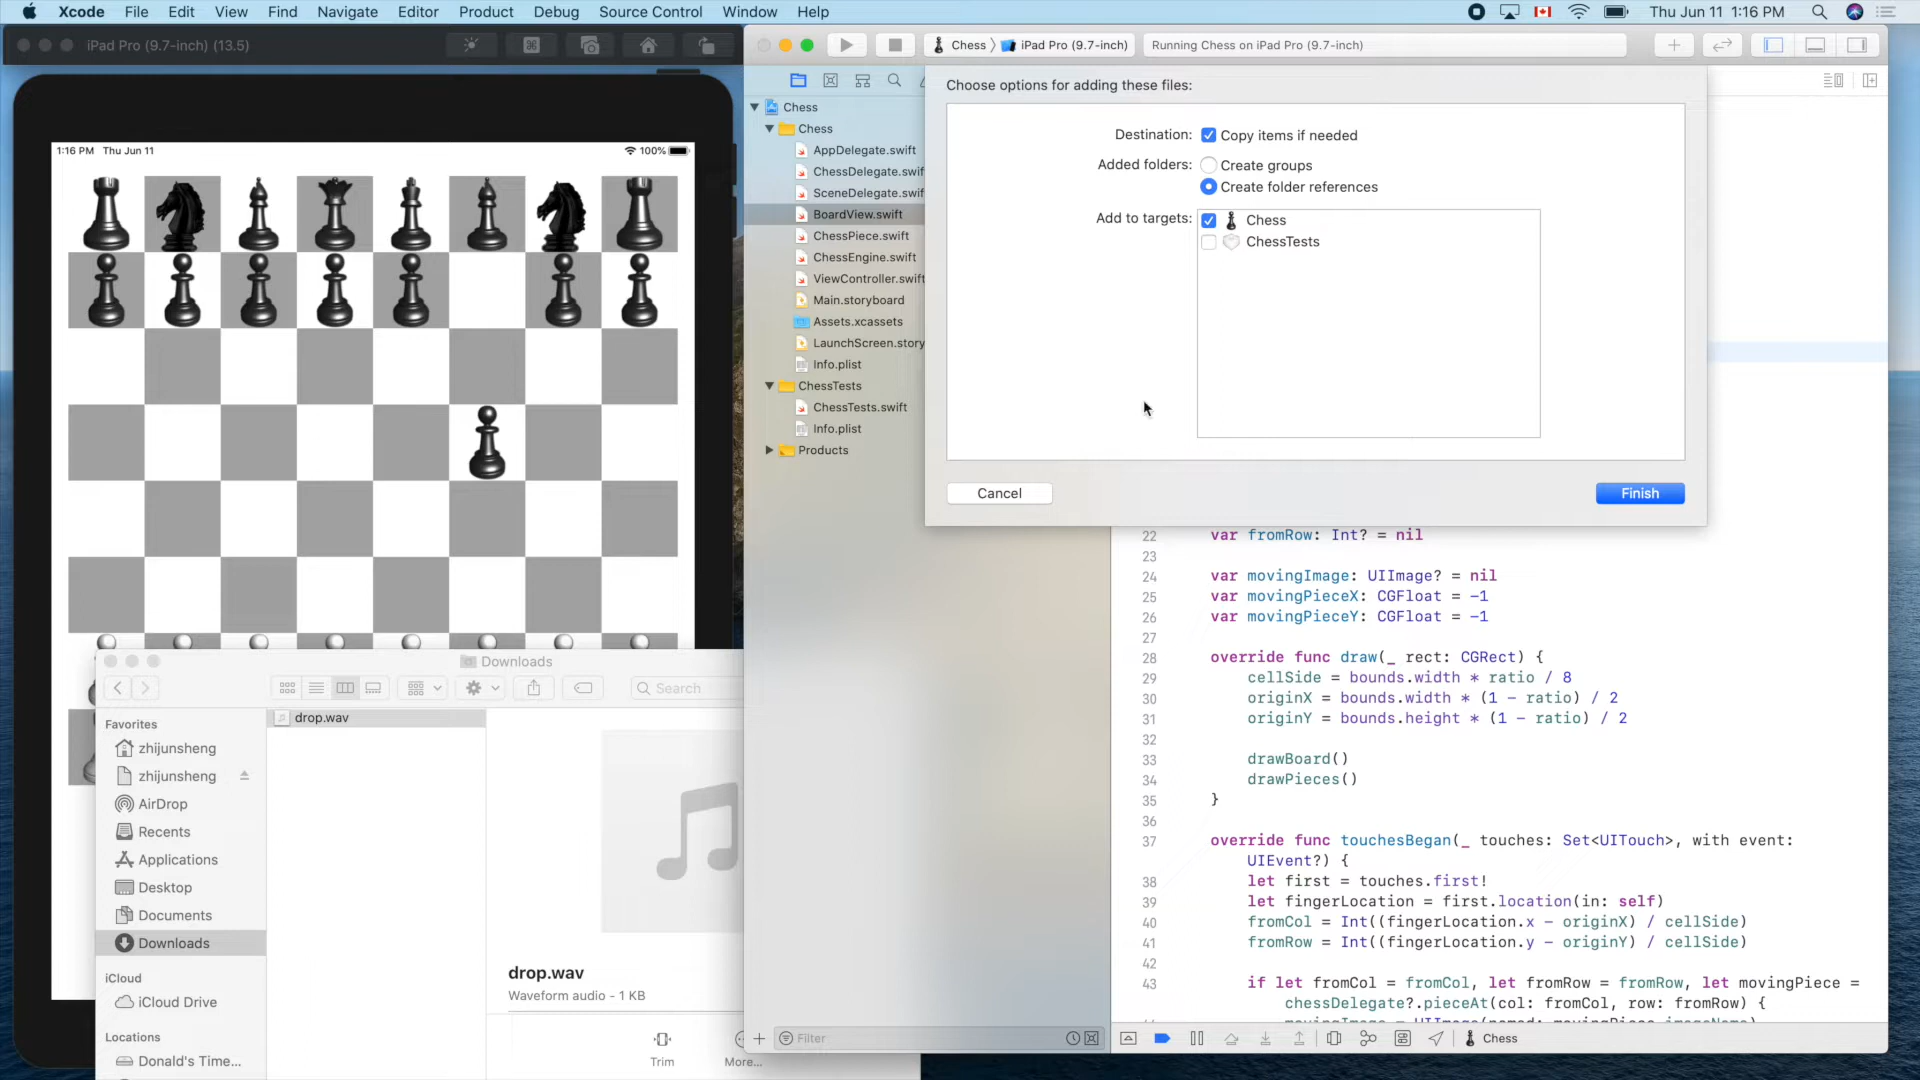 Xcode File Edit View Find Navigate Editor Product Debug Source Control Window Help Thu Jun 11 1:16 PM
iPad Pro (9.7-inch) (13.5)
Chess iPad Pro (9.7-inch) Running Chess on iPad Pro (9.7-inch)
1:16 PM Thu Jun 11 100%
Chess
Chess
AppDelegate.swift
ChessDelegate.swif
SceneDelegate.swif
BoardView.swift
ChessPiece.swift
ChessEngine.swift
ViewController.swift
Main.storyboard
Assets.xcassets
LaunchScreen.story
Info.plist
ChessTests
ChessTests.swift
Info.plist
Products
Filter
Choose options for adding these files:
Destination: Copy items if needed
Added folders: Create groups
Create folder references
Add to targets: Chess
ChessTests
Cancel Finish
22 var fromRow: Int? = nil
23
24 var movingImage: UIImage? = nil
25 var movingPieceX: CGFloat = -1
26 var movingPieceY: CGFloat = -1
27
28 override func draw(_ rect: CGRect) {
29 cellSide = bounds.width * ratio / 8
30 originX = bounds.width * (1 - ratio) / 2
31 originY = bounds.height * (1 - ratio) / 2
32
33 drawBoard()
34 drawPieces()
35 }
36
37 override func touchesBegan(_ touches: Set<UITouch>, with event:
UIEvent?) {
38 let first = touches.first!
39 let fingerLocation = first.location(in: self)
40 fromCol = Int((fingerLocation.x - originX) / cellSide)
41 fromRow = Int((fingerLocation.y - originY) / cellSide)
42
43 if let fromCol = fromCol, let fromRow = fromRow, let movingPiece =
chessDelegate?.pieceAt(col: fromCol, row: fromRow) {
Chess
Downloads
Search
Favorites
zhijunsheng
zhijunsheng
AirDrop
Recents
Applications
Desktop
Documents
Downloads
iCloud
iCloud Drive
Locations
Donald's Time...
drop.wav
drop.wav
Waveform audio - 1 KB
Trim More...